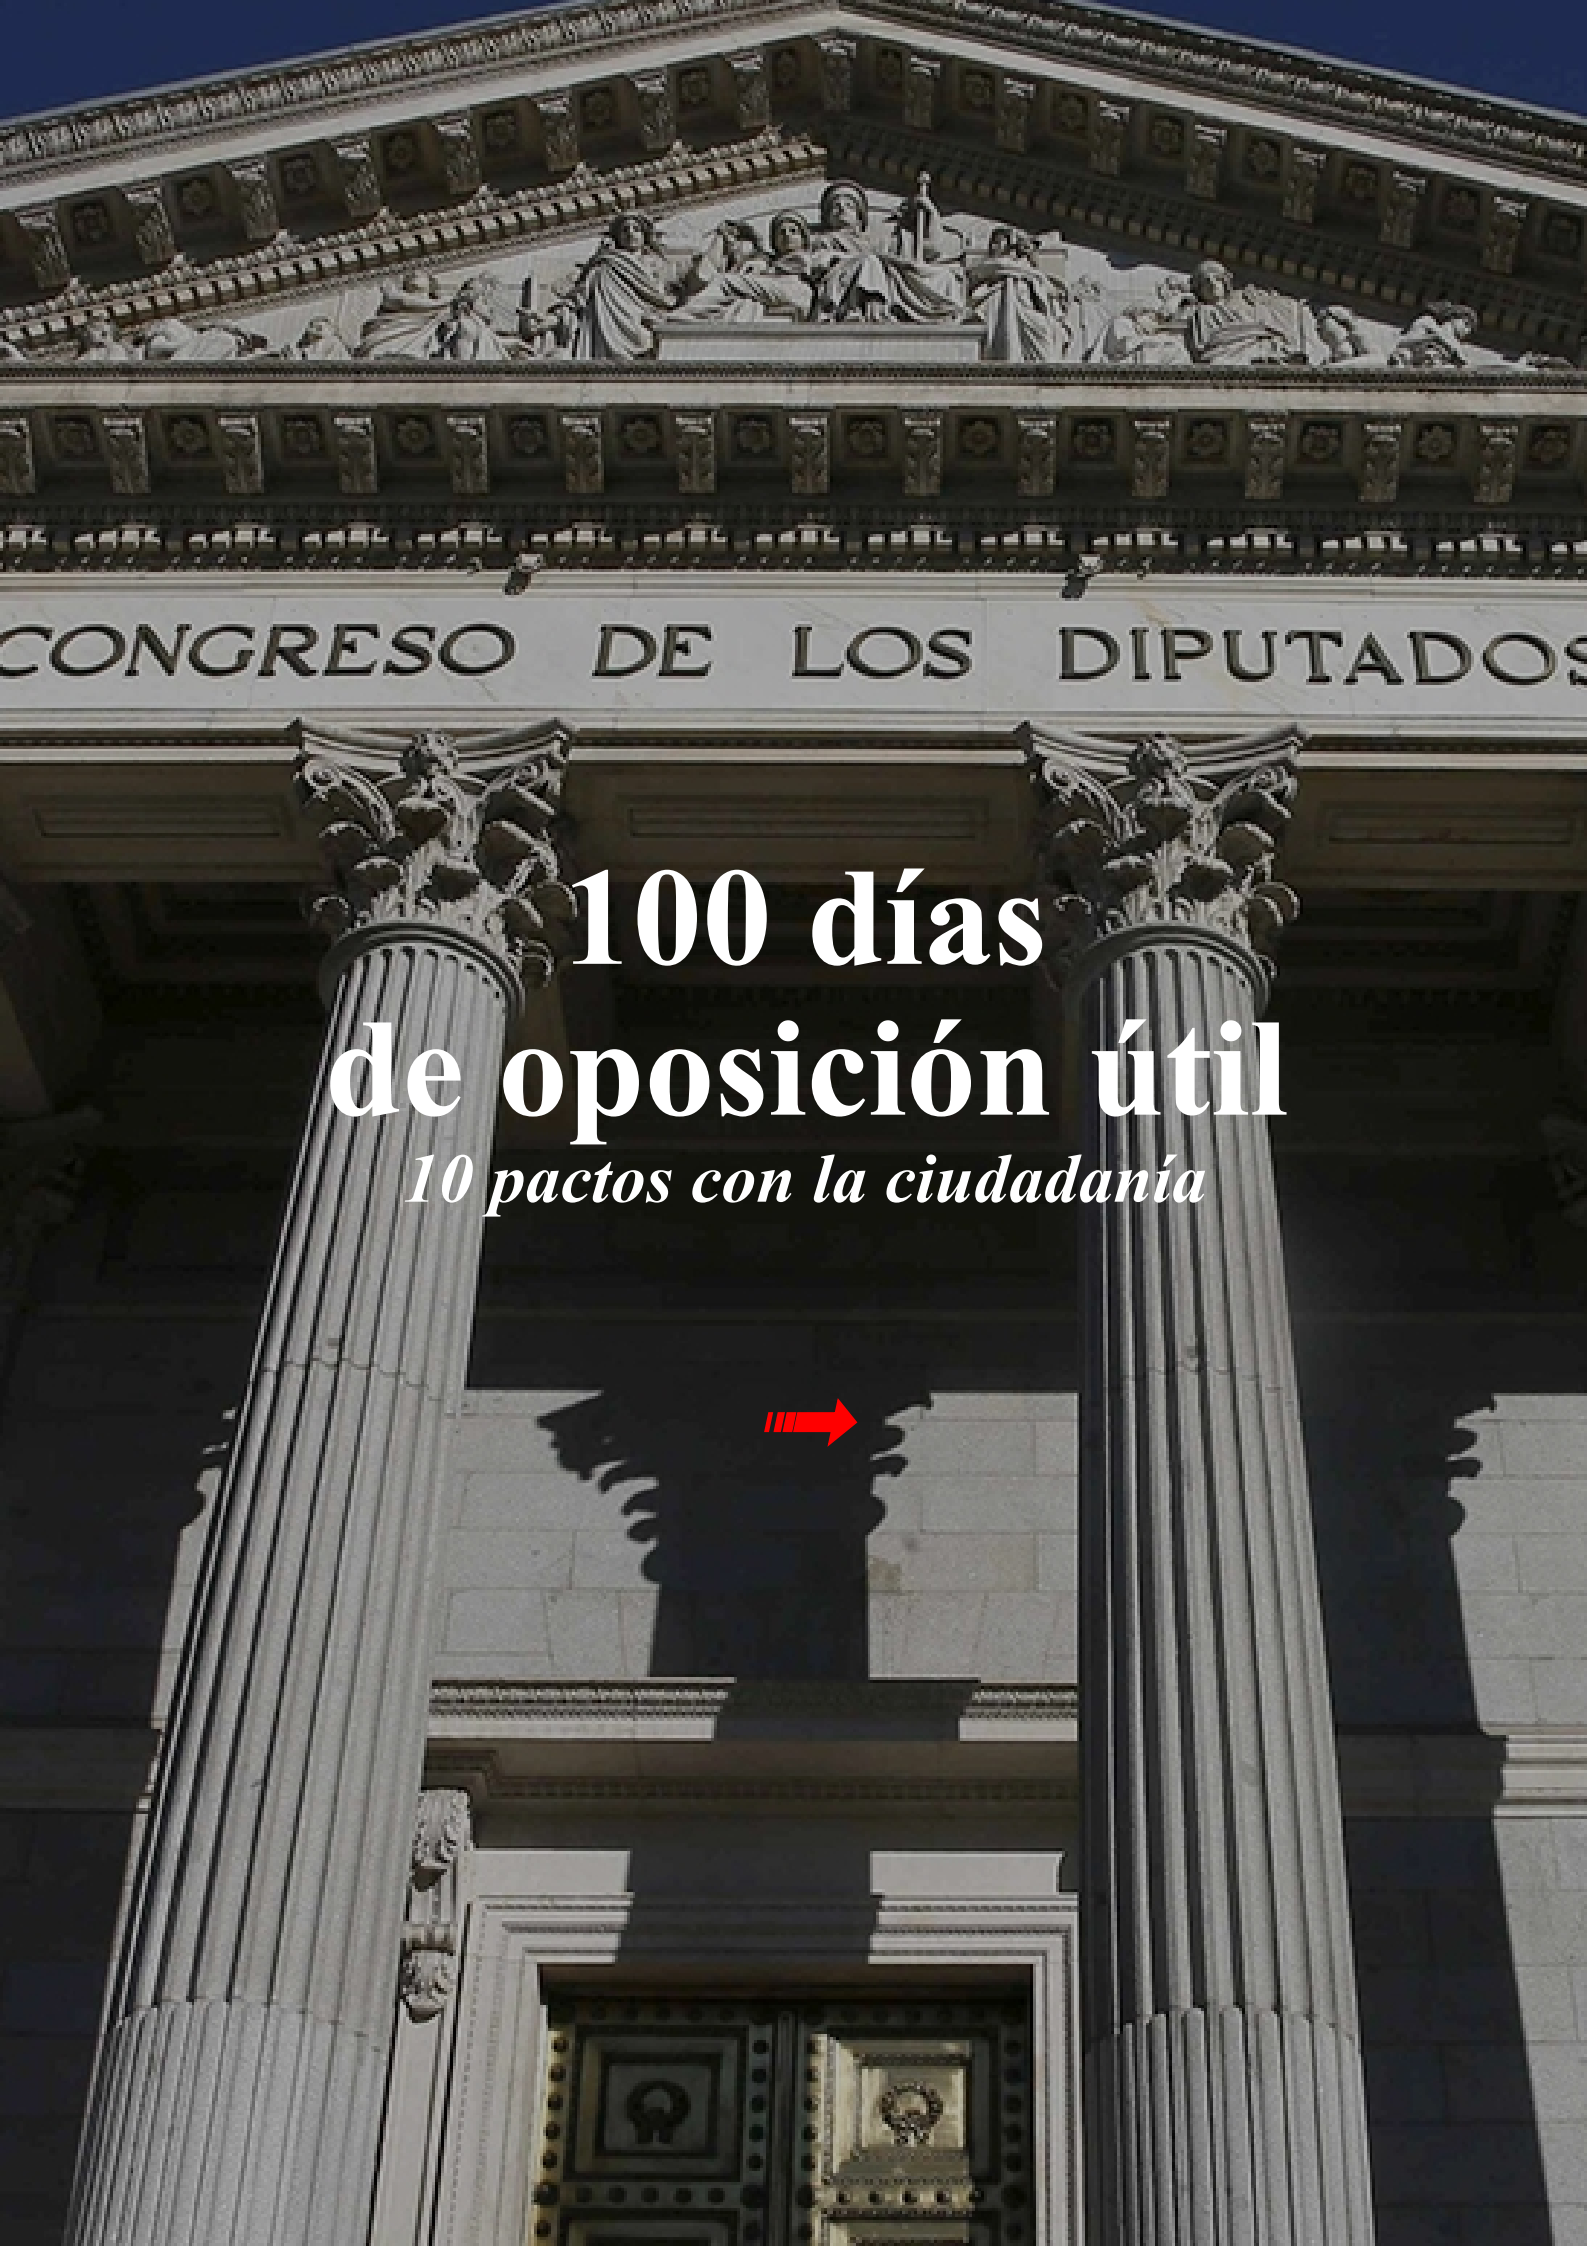 CONGRESO DE LOS DIPUTADOS
100 días
de oposición útil
10 pactos con la ciudadanía